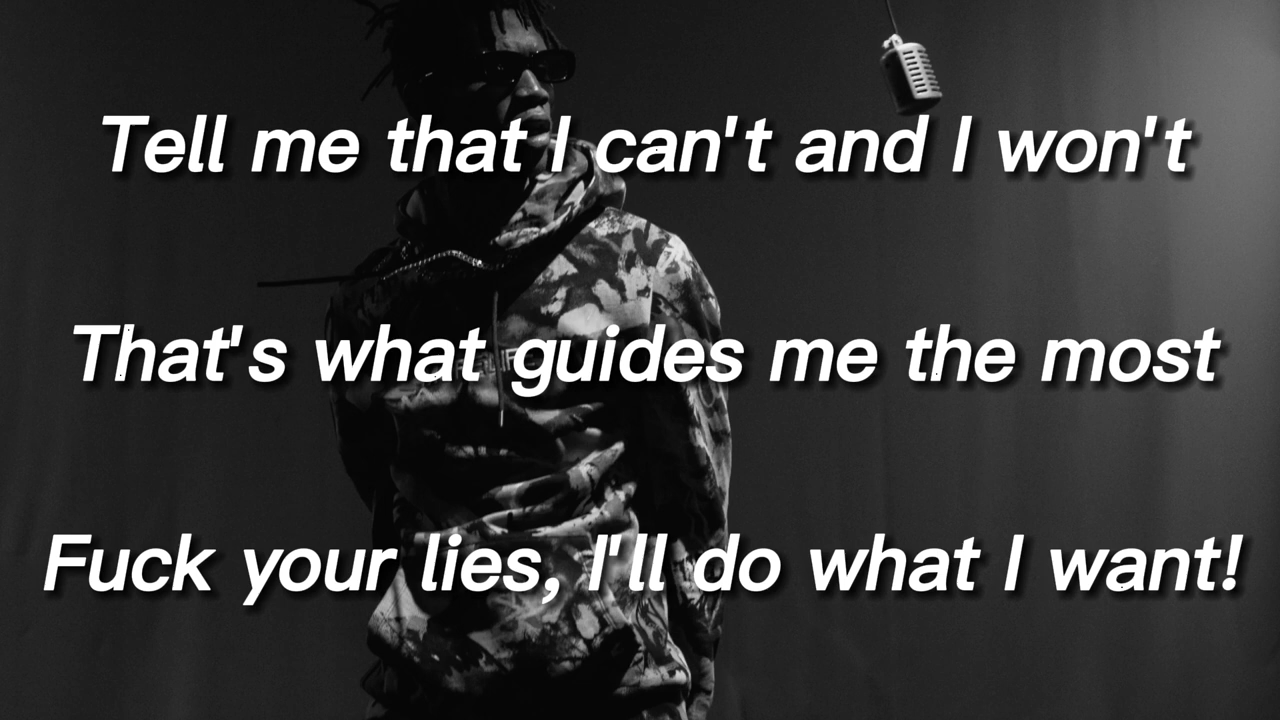 Tell me that I can't and I won't
That's what guides me the most
Fuck your lies, I'll do what I want!